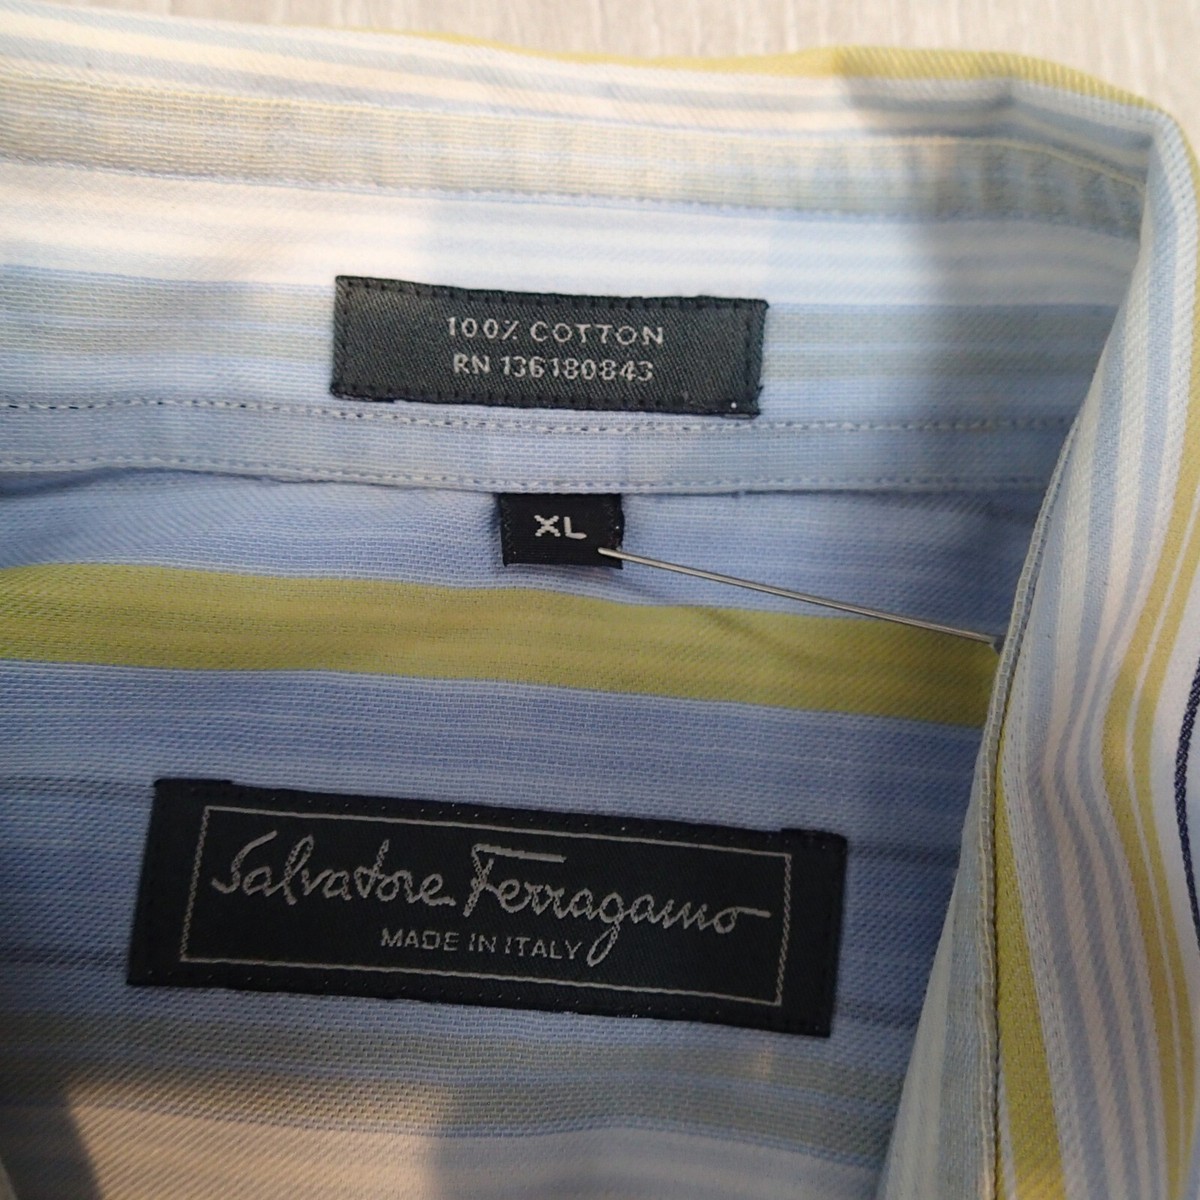 100% COTTON
RN 136180843
XL
Salvatore Ferragamo
MADE IN ITALY